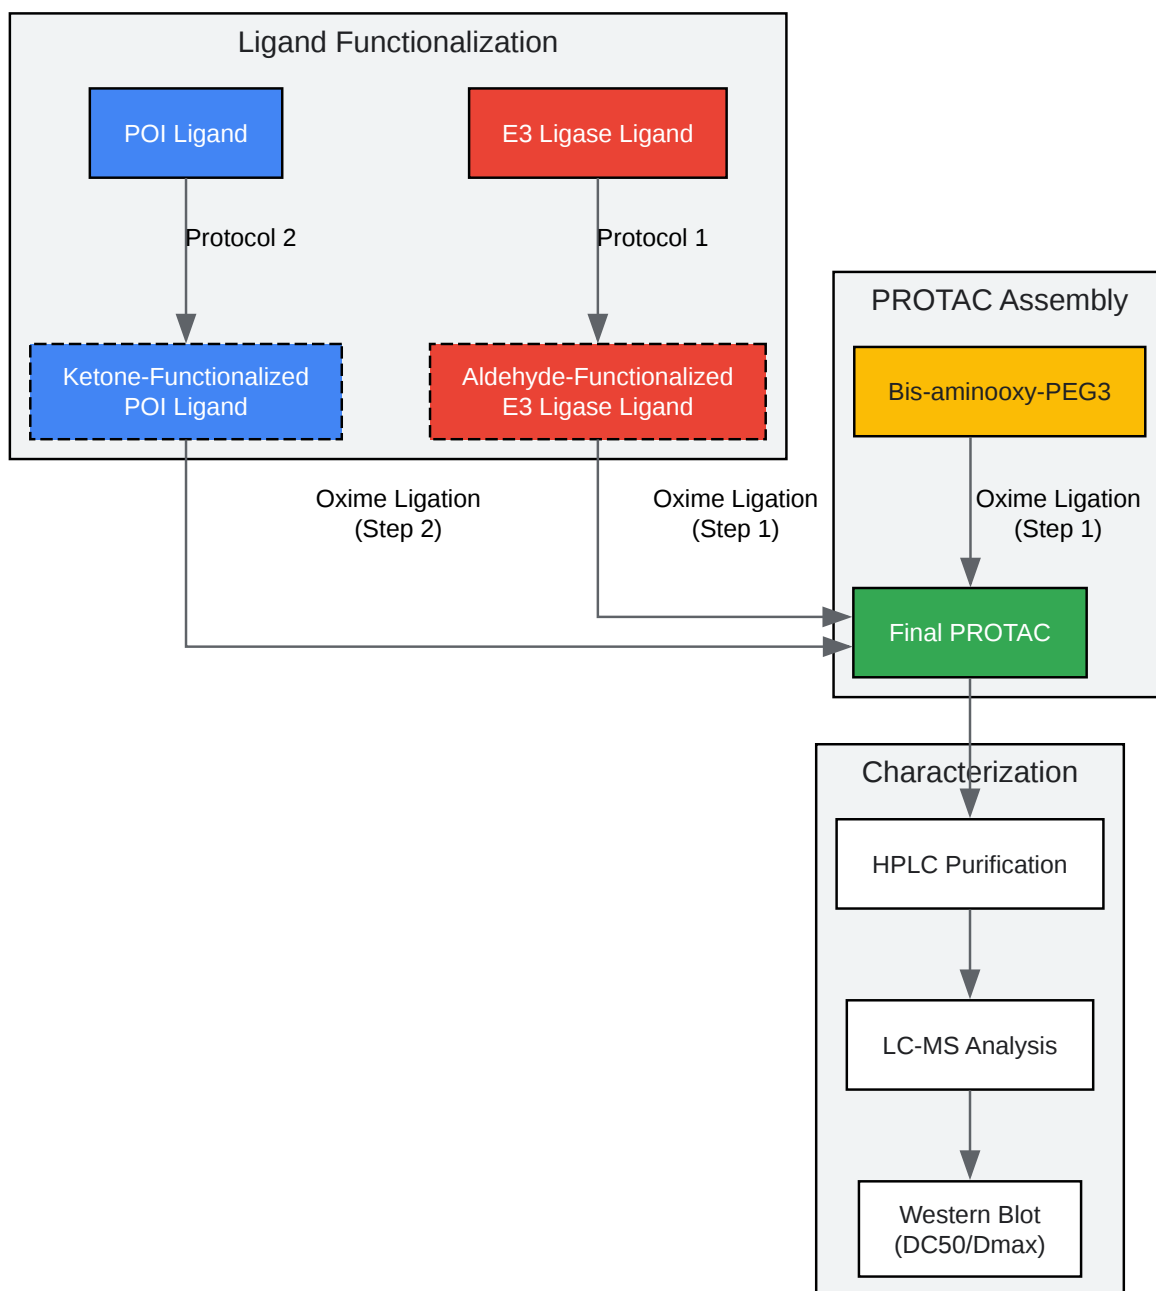 Ligand Functionalization
POI Ligand
E3 Ligase Ligand
Protocol 2
Protocol 1
Ketone-Functionalized
POI Ligand
Aldehyde-Functionalized
E3 Ligase Ligand
PROTAC Assembly
Bis-aminooxy-PEG3
Oxime Ligation
(Step 2)
Oxime Ligation
(Step 1)
Oxime Ligation
(Step 1)
Final PROTAC
Characterization
HPLC Purification
LC-MS Analysis
Western Blot
(DC50/Dmax)